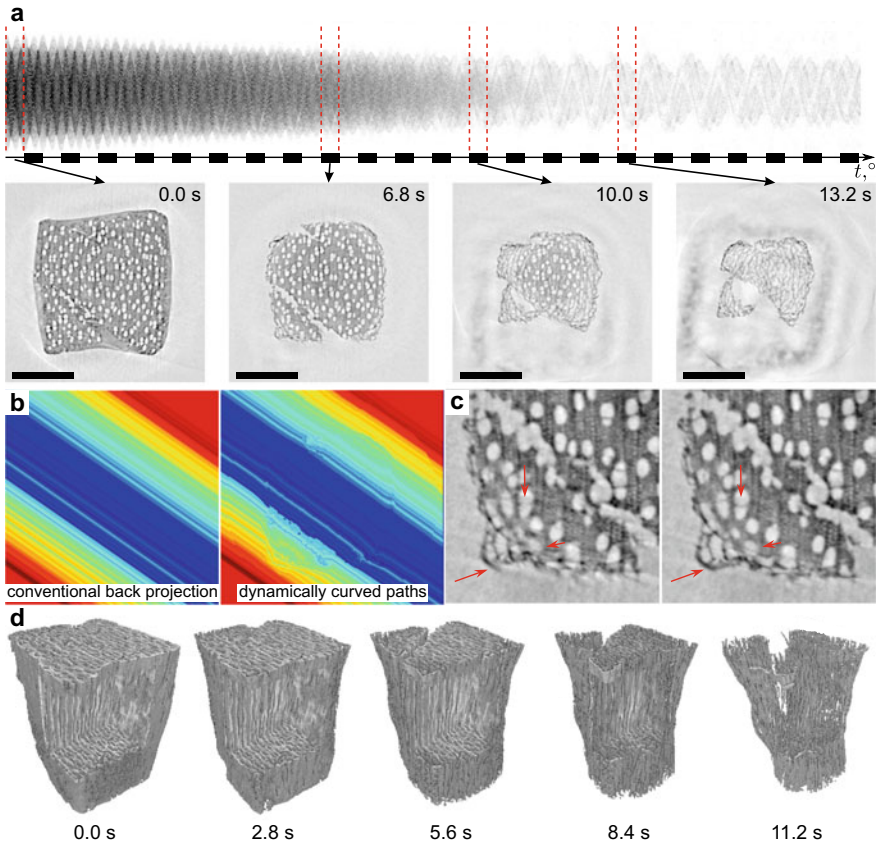 a
t,°
0.0 s
6.8 s
10.0 s
13.2 s
b
c
conventional back projection
dynamically curved paths
d
0.0 s
2.8 s
5.6 s
8.4 s
11.2 s